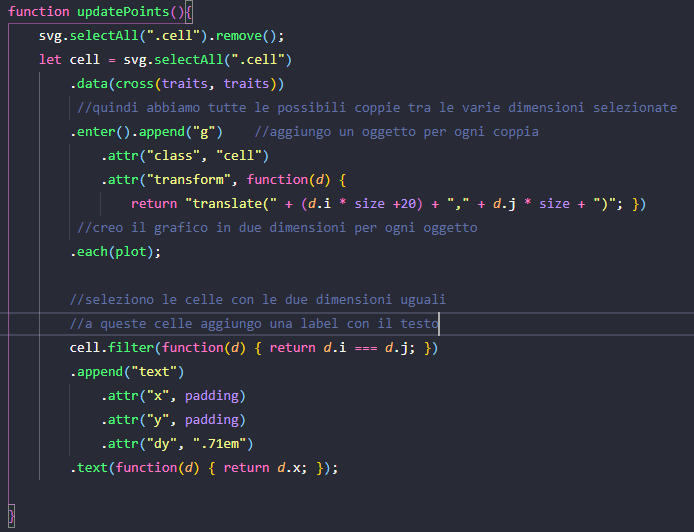 function updatePoints(){
    svg.selectAll(".cell").remove();
    let cell = svg.selectAll(".cell")
        .data(cross(traits, traits))
         //quindi abbiamo tutte le possibili coppie tra le varie dimensioni selezionate
        .enter().append("g")    //aggiungo un oggetto per ogni coppia
            .attr("class", "cell")
            .attr("transform", function(d) {
                return "translate(" + (d.i * size +20) + "," + d.j * size + ")"; })
         //creo il grafico in due dimensioni per ogni oggetto
        .each(plot);

        //seleziono le celle con le due dimensioni uguali
        //a queste celle aggiungo una label con il testo
        cell.filter(function(d) { return d.i === d.j; })
        .append("text")
            .attr("x", padding)
            .attr("y", padding)
            .attr("dy", ".71em")
        .text(function(d) { return d.x; });

}